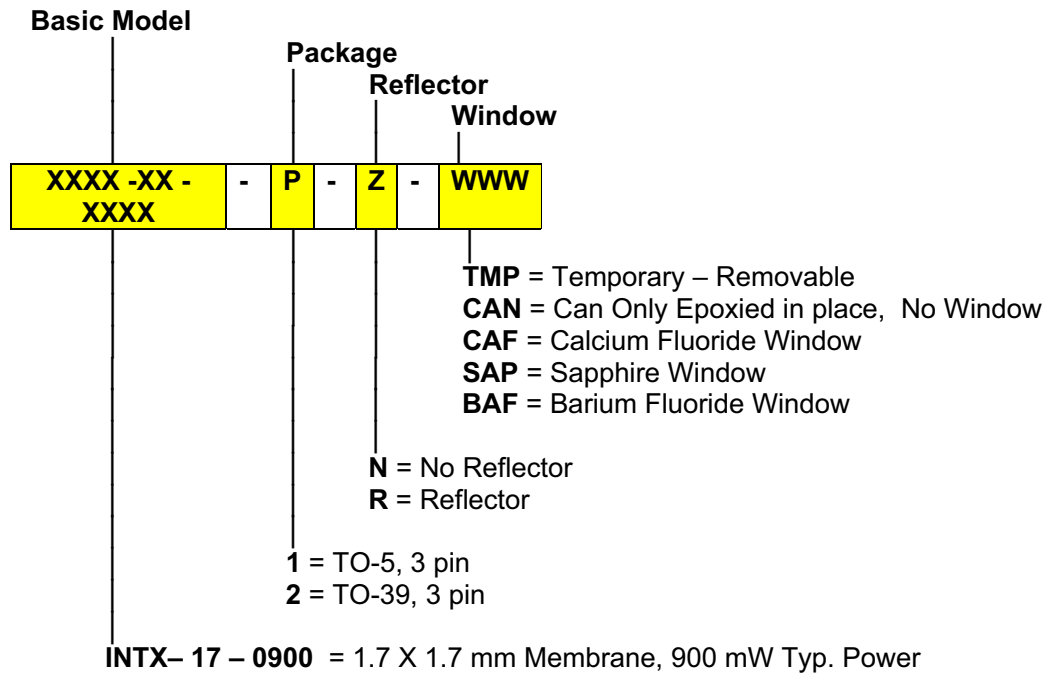 Basic Model
Package
Reflector
Window
XXXX -XX - - P - Z - WWW
XXXX
TMP = Temporary – Removable
CAN = Can Only Epoxied in place, No Window
CAF = Calcium Fluoride Window
SAP = Sapphire Window
BAF = Barium Fluoride Window
N = No Reflector
R = Reflector
1 = TO-5, 3 pin
2 = TO-39, 3 pin
INTX– 17 – 0900 = 1.7 X 1.7 mm Membrane, 900 mW Typ. Power